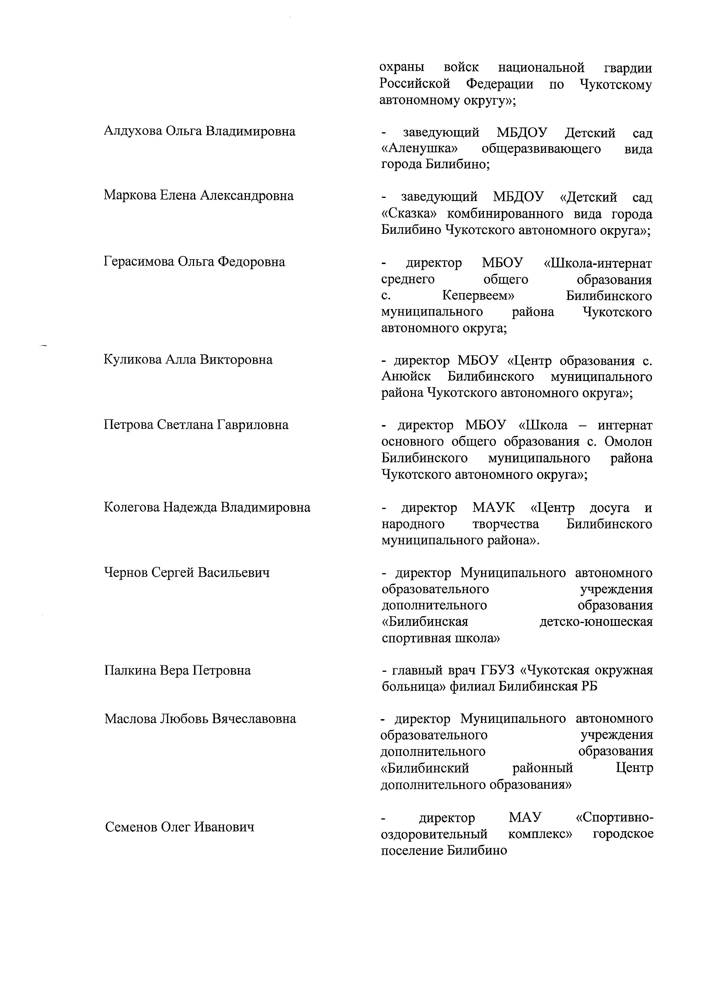 охраны войск национальной гвардии
Российской Федерации по Чукотскому
автономному округу»;
Алдухова Ольга Владимировна
- заведующий МБДОУ Детский сад
«Аленушка» общеразвивающего вида
города Билибино;
Маркова Елена Александровна
- заведующий МБДОУ «Детский сад
«Сказка» комбинированного вида города
Билибино Чукотского автономного округа»;
Герасимова Ольга Федоровна
- директор МБОУ «Школа-интернат
среднего общего образования
с. Кепервеем» Билибинского
муниципального района Чукотского
автономного округа;
Куликова Алла Викторовна
- директор МБОУ «Центр образования с.
Анюйск Билибинского муниципального
района Чукотского автономного округа»;
Петрова Светлана Гавриловна
- директор МБОУ «Школа – интернат
основного общего образования с. Омолон
Билибинского муниципального района
Чукотского автономного округа»;
Колегова Надежда Владимировна
- директор МАУК «Центр досуга и
народного творчества Билибинского
муниципального района».
Чернов Сергей Васильевич
- директор Муниципального автономного
образовательного учреждения
дополнительного образования
«Билибинская детско-юношеская
спортивная школа»
Палкина Вера Петровна
- главный врач ГБУЗ «Чукотская окружная
больница» филиал Билибинская РБ
Маслова Любовь Вячеславовна
- директор Муниципального автономного
образовательного учреждения
дополнительного образования
«Билибинский районный Центр
дополнительного образования»
Семенов Олег Иванович
- директор МАУ «Спортивно-
оздоровительный комплекс» городское
поселение Билибино